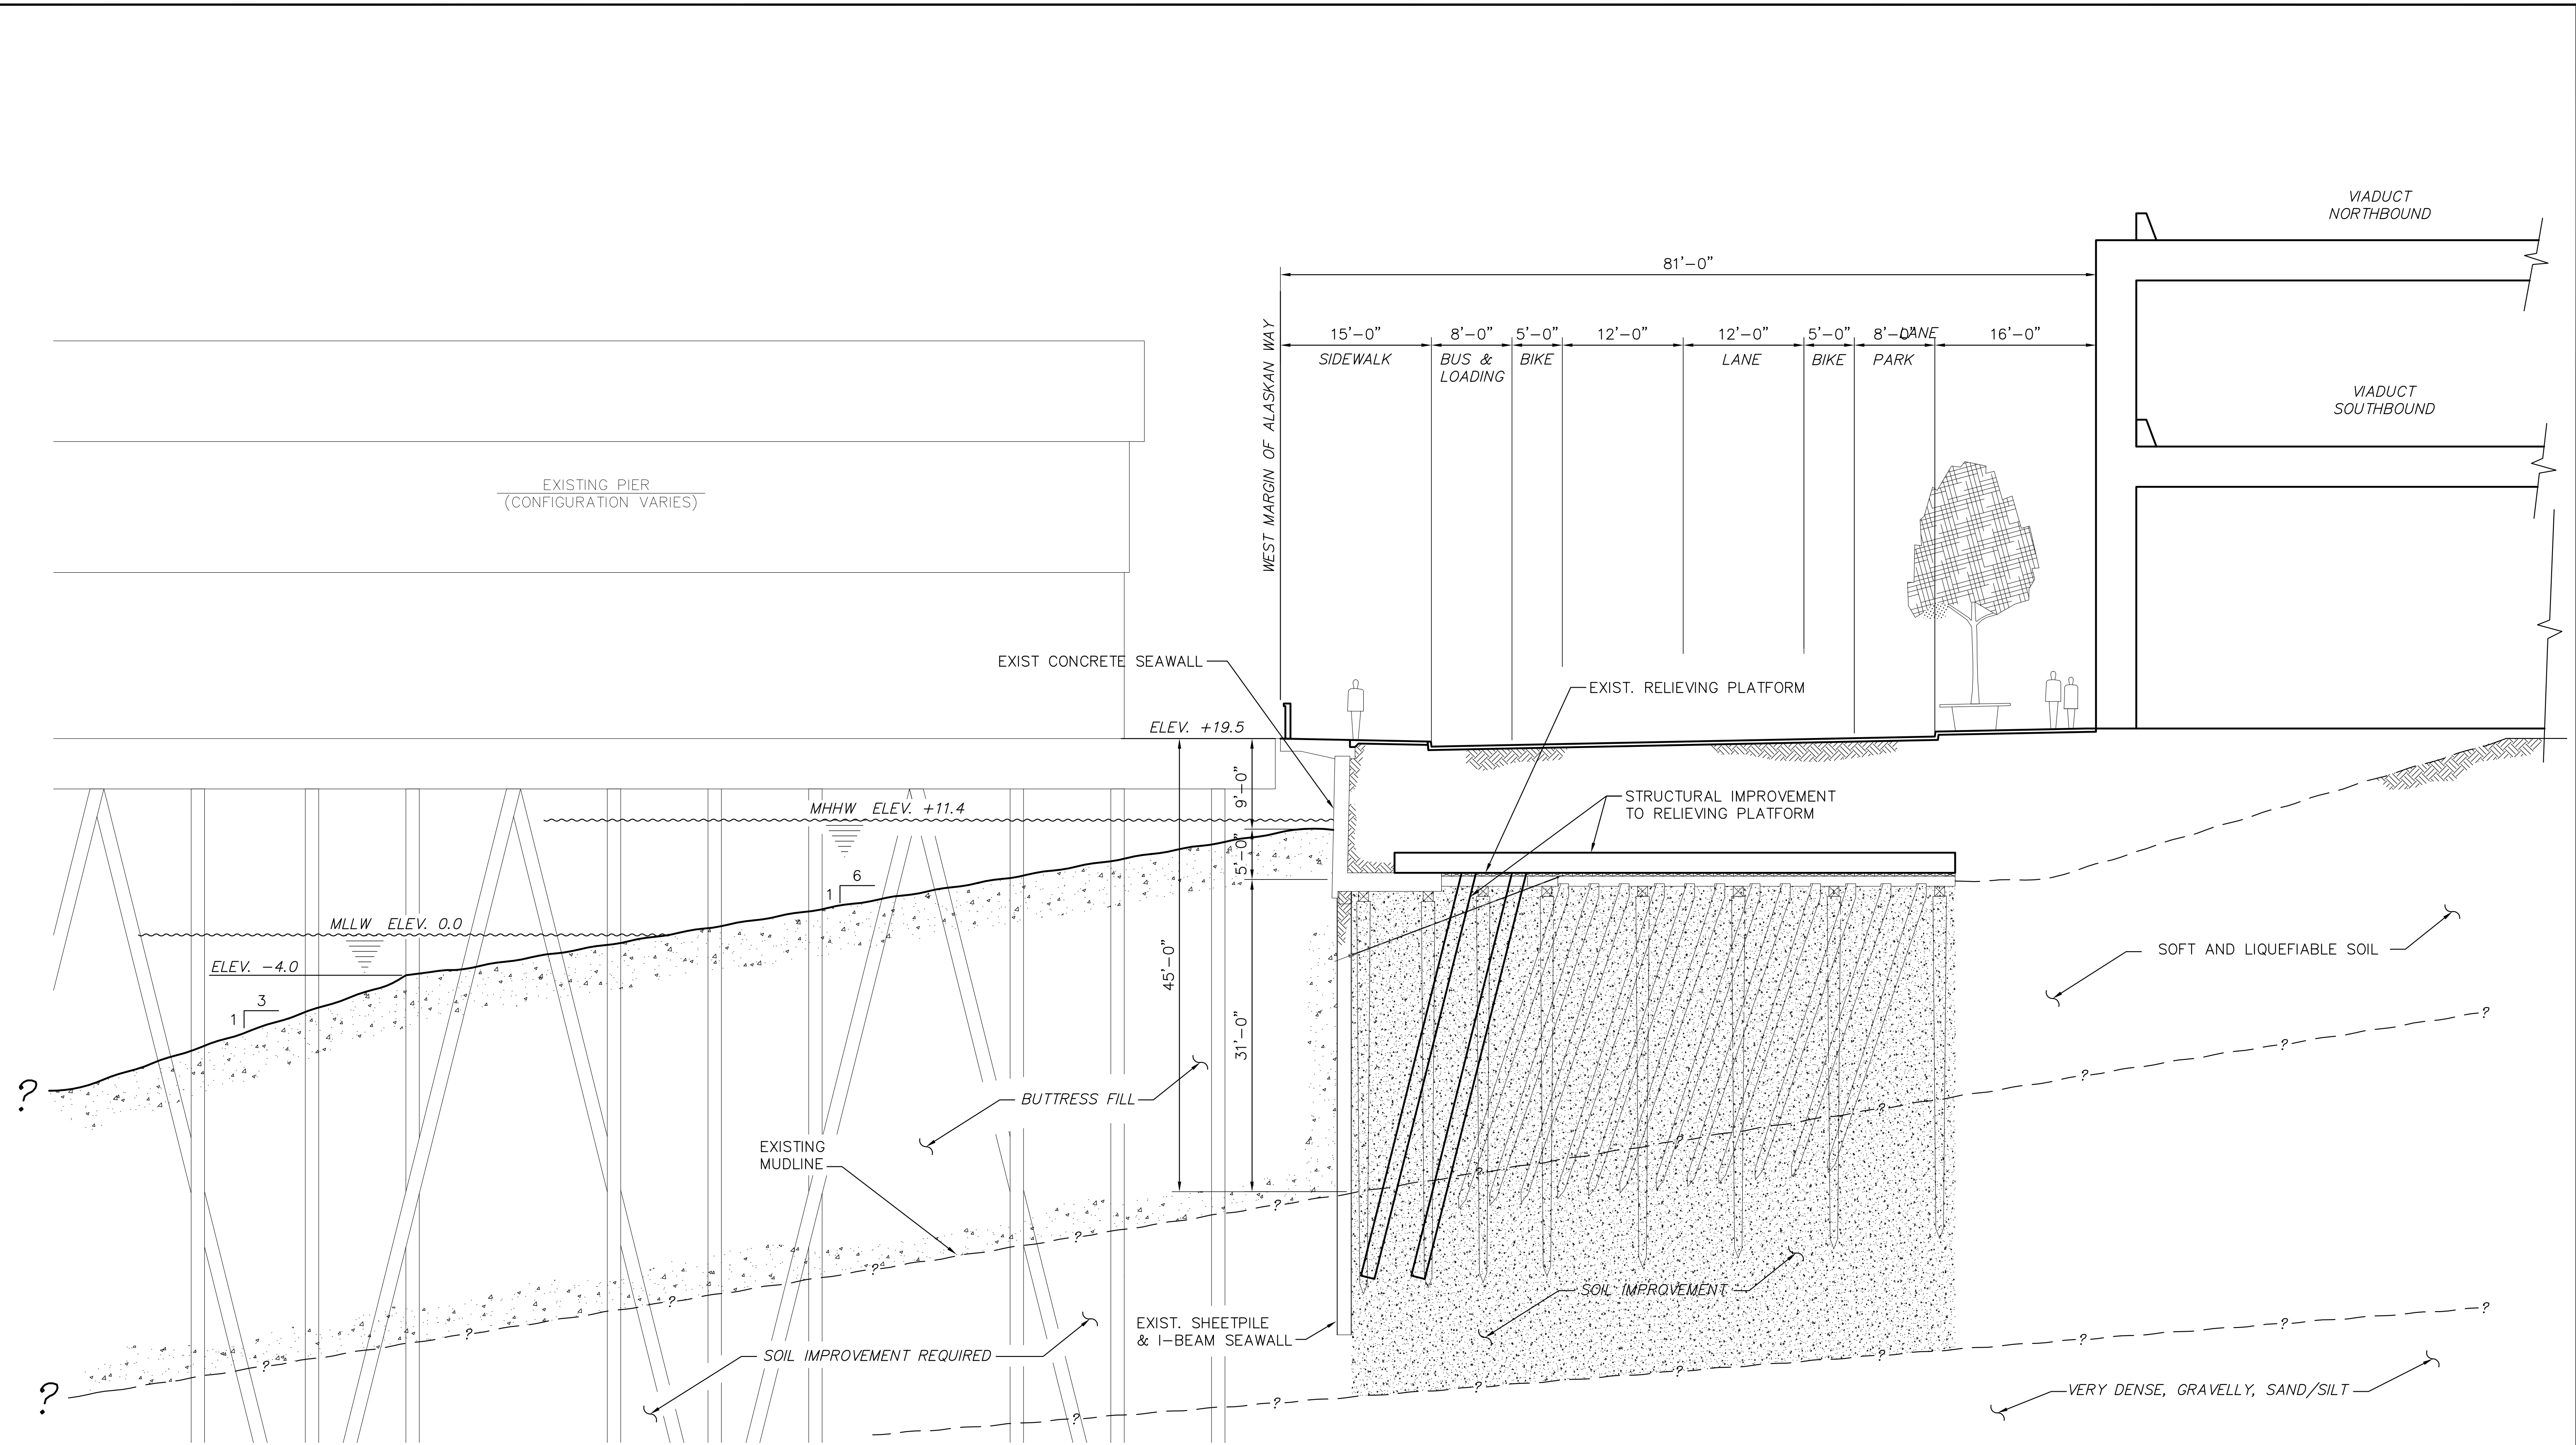 VIADUCT
NORTHBOUND
81'-0"
WEST MARGIN OF ALASKAN WAY
15'-0" 8'-0" 5'-0" 12'-0" 12'-0" 5'-0" 8'-0" LANE 16'-0"
SIDEWALK BUS & BIKE LANE BIKE PARK
LOADING
VIADUCT
SOUTHBOUND
EXISTING PIER
(CONFIGURATION VARIES)
EXIST CONCRETE SEAWALL
EXIST. RELIEVING PLATFORM
ELEV. +19.5
9'-0"
STRUCTURAL IMPROVEMENT
TO RELIEVING PLATFORM
MHHW ELEV. +11.4
5'-0"
6
1
MLLW ELEV. 0.0
45'-0"
SOFT AND LIQUEFIABLE SOIL
ELEV. -4.0
3
1
31'-0"
? ? ? ? ? ?
?
BUTTRESS FILL
EXISTING
MUDLINE
? ? ? ? ? ?
SOIL IMPROVEMENT
EXIST. SHEETPILE
& I-BEAM SEAWALL
SOIL IMPROVEMENT REQUIRED
? ? ? ? ? ? ? ?
?
VERY DENSE, GRAVELLY, SAND/SILT